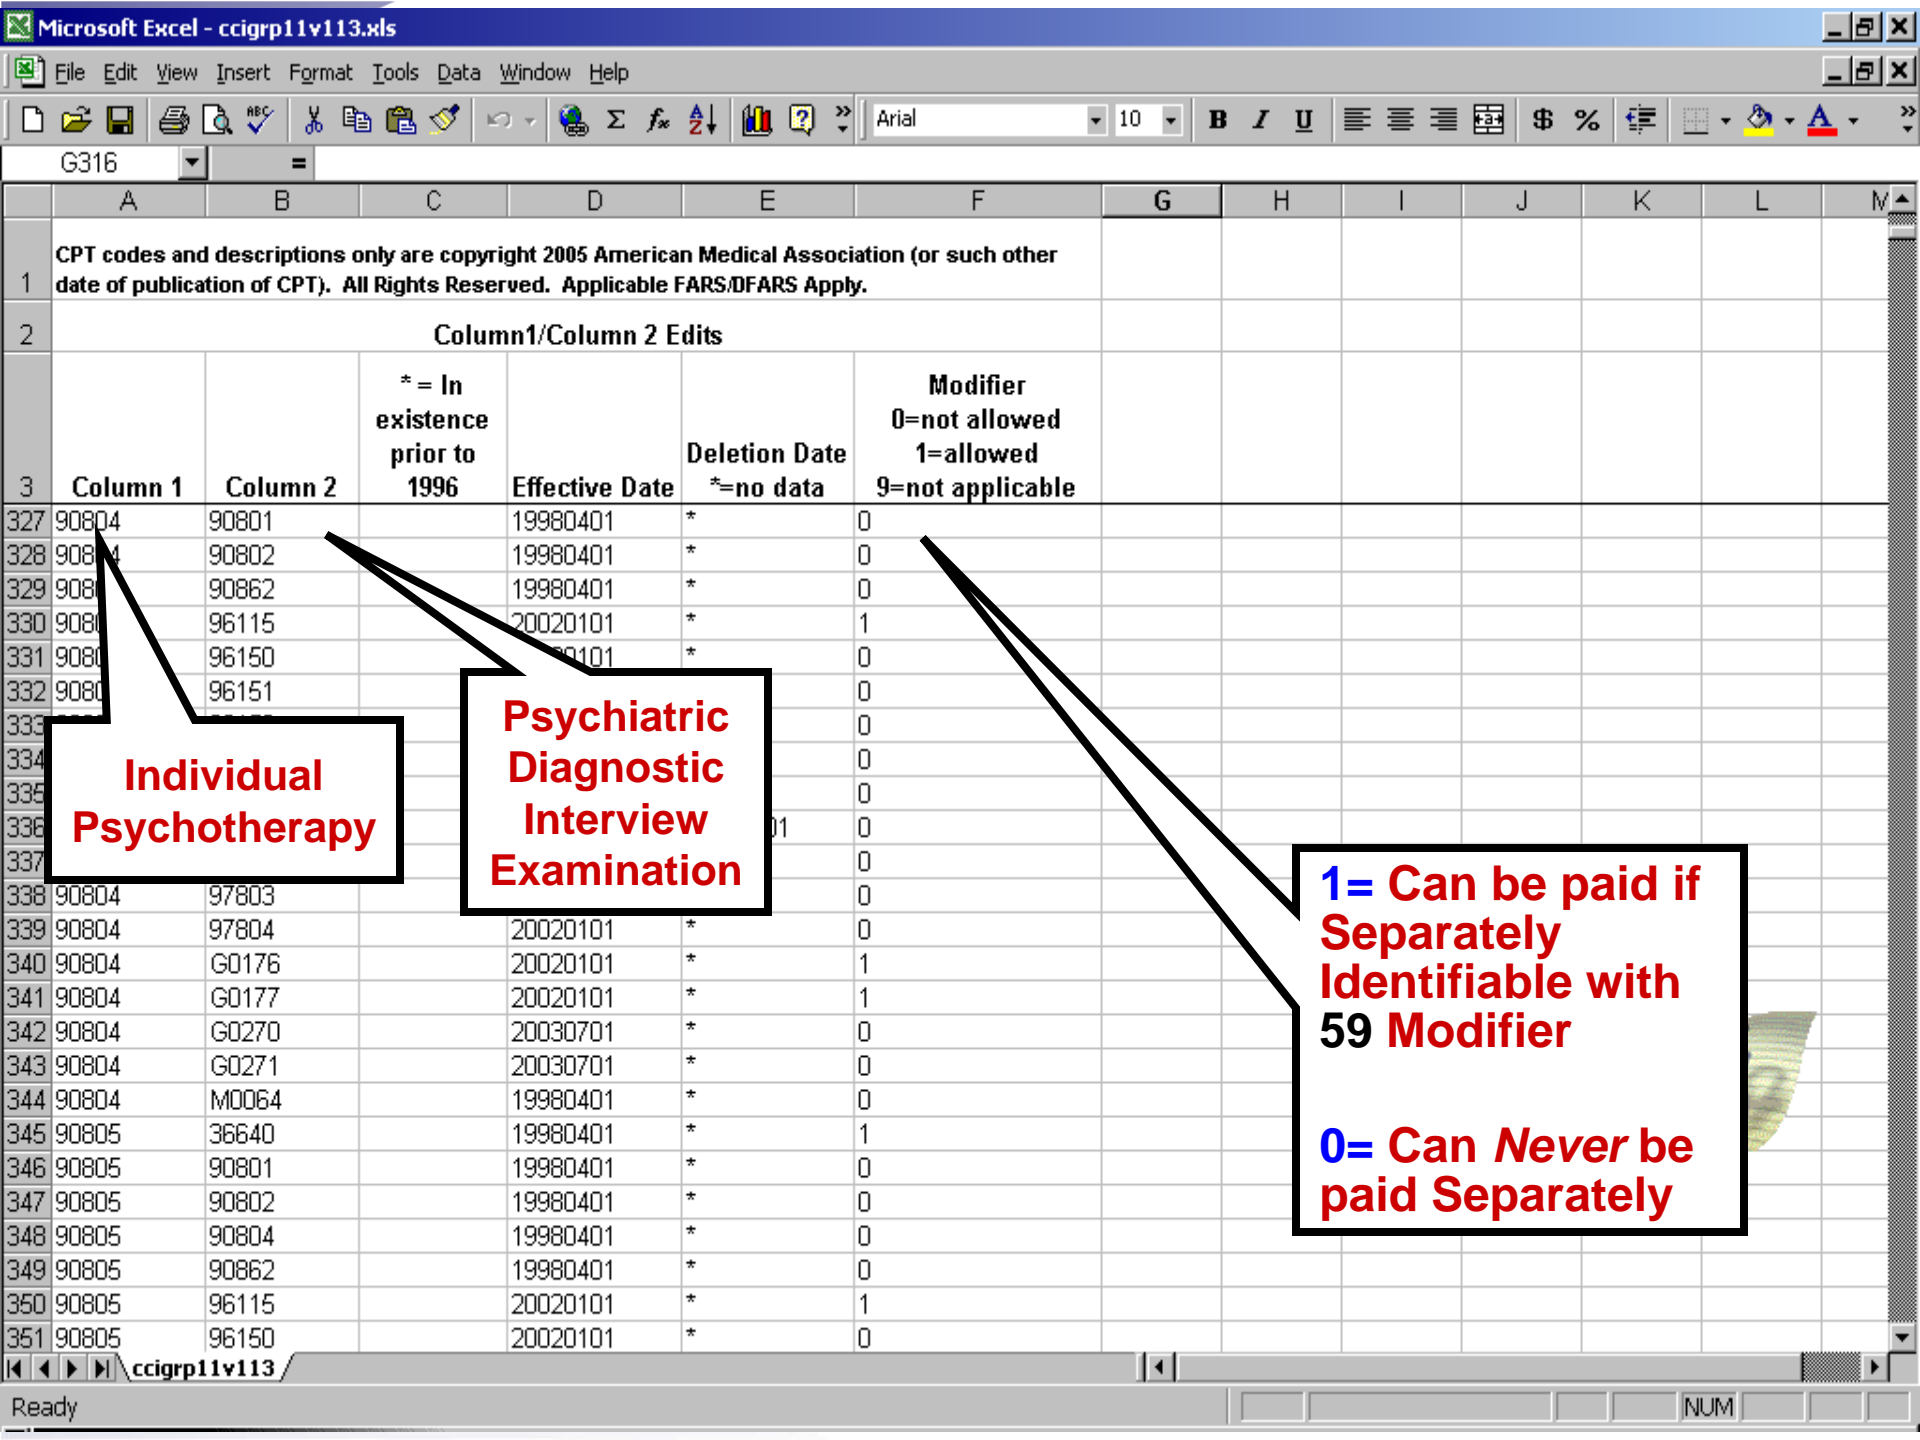 Microsoft Excel - ccigrp11v113.xls
File Edit View Insert Format Tools Data Window Help
Arial 10 B I U $ %
G316 =
A B C D E F G H I J K L M
1 CPT codes and descriptions only are copyright 2005 American Medical Association (or such other
date of publication of CPT). All Rights Reserved. Applicable FARS/DFARS Apply.
2 Column1/Column 2 Edits
3 Column 1 Column 2 * = In existence prior to 1996 Effective Date Deletion Date *=no data Modifier 0=not allowed 1=allowed 9=not applicable
327 90804 90801 19980401 * 0
328 90802 19980401 * 0
329 90862 19980401 * 0
330 96115 20020101 * 1
331 96150 * 0
332 96151 0
333 0
334 0
335 0
336 0
337 0
338 90804 97803 0
339 90804 97804 20020101 * 0
340 90804 G0176 20020101 * 1
341 90804 G0177 20020101 * 1
342 90804 G0270 20030701 * 0
343 90804 G0271 20030701 * 0
344 90804 M0064 19980401 * 0
345 90805 36640 19980401 * 1
346 90805 90801 19980401 * 0
347 90805 90802 19980401 * 0
348 90805 90804 19980401 * 0
349 90805 90862 19980401 * 0
350 90805 96115 20020101 * 1
351 90805 96150 20020101 * 0
Individual
Psychotherapy
Psychiatric
Diagnostic
Interview
Examination
1= Can be paid if
Separately
Identifiable with
59 Modifier
0= Can Never be
paid Separately
ccigrp11v113
Ready NUM